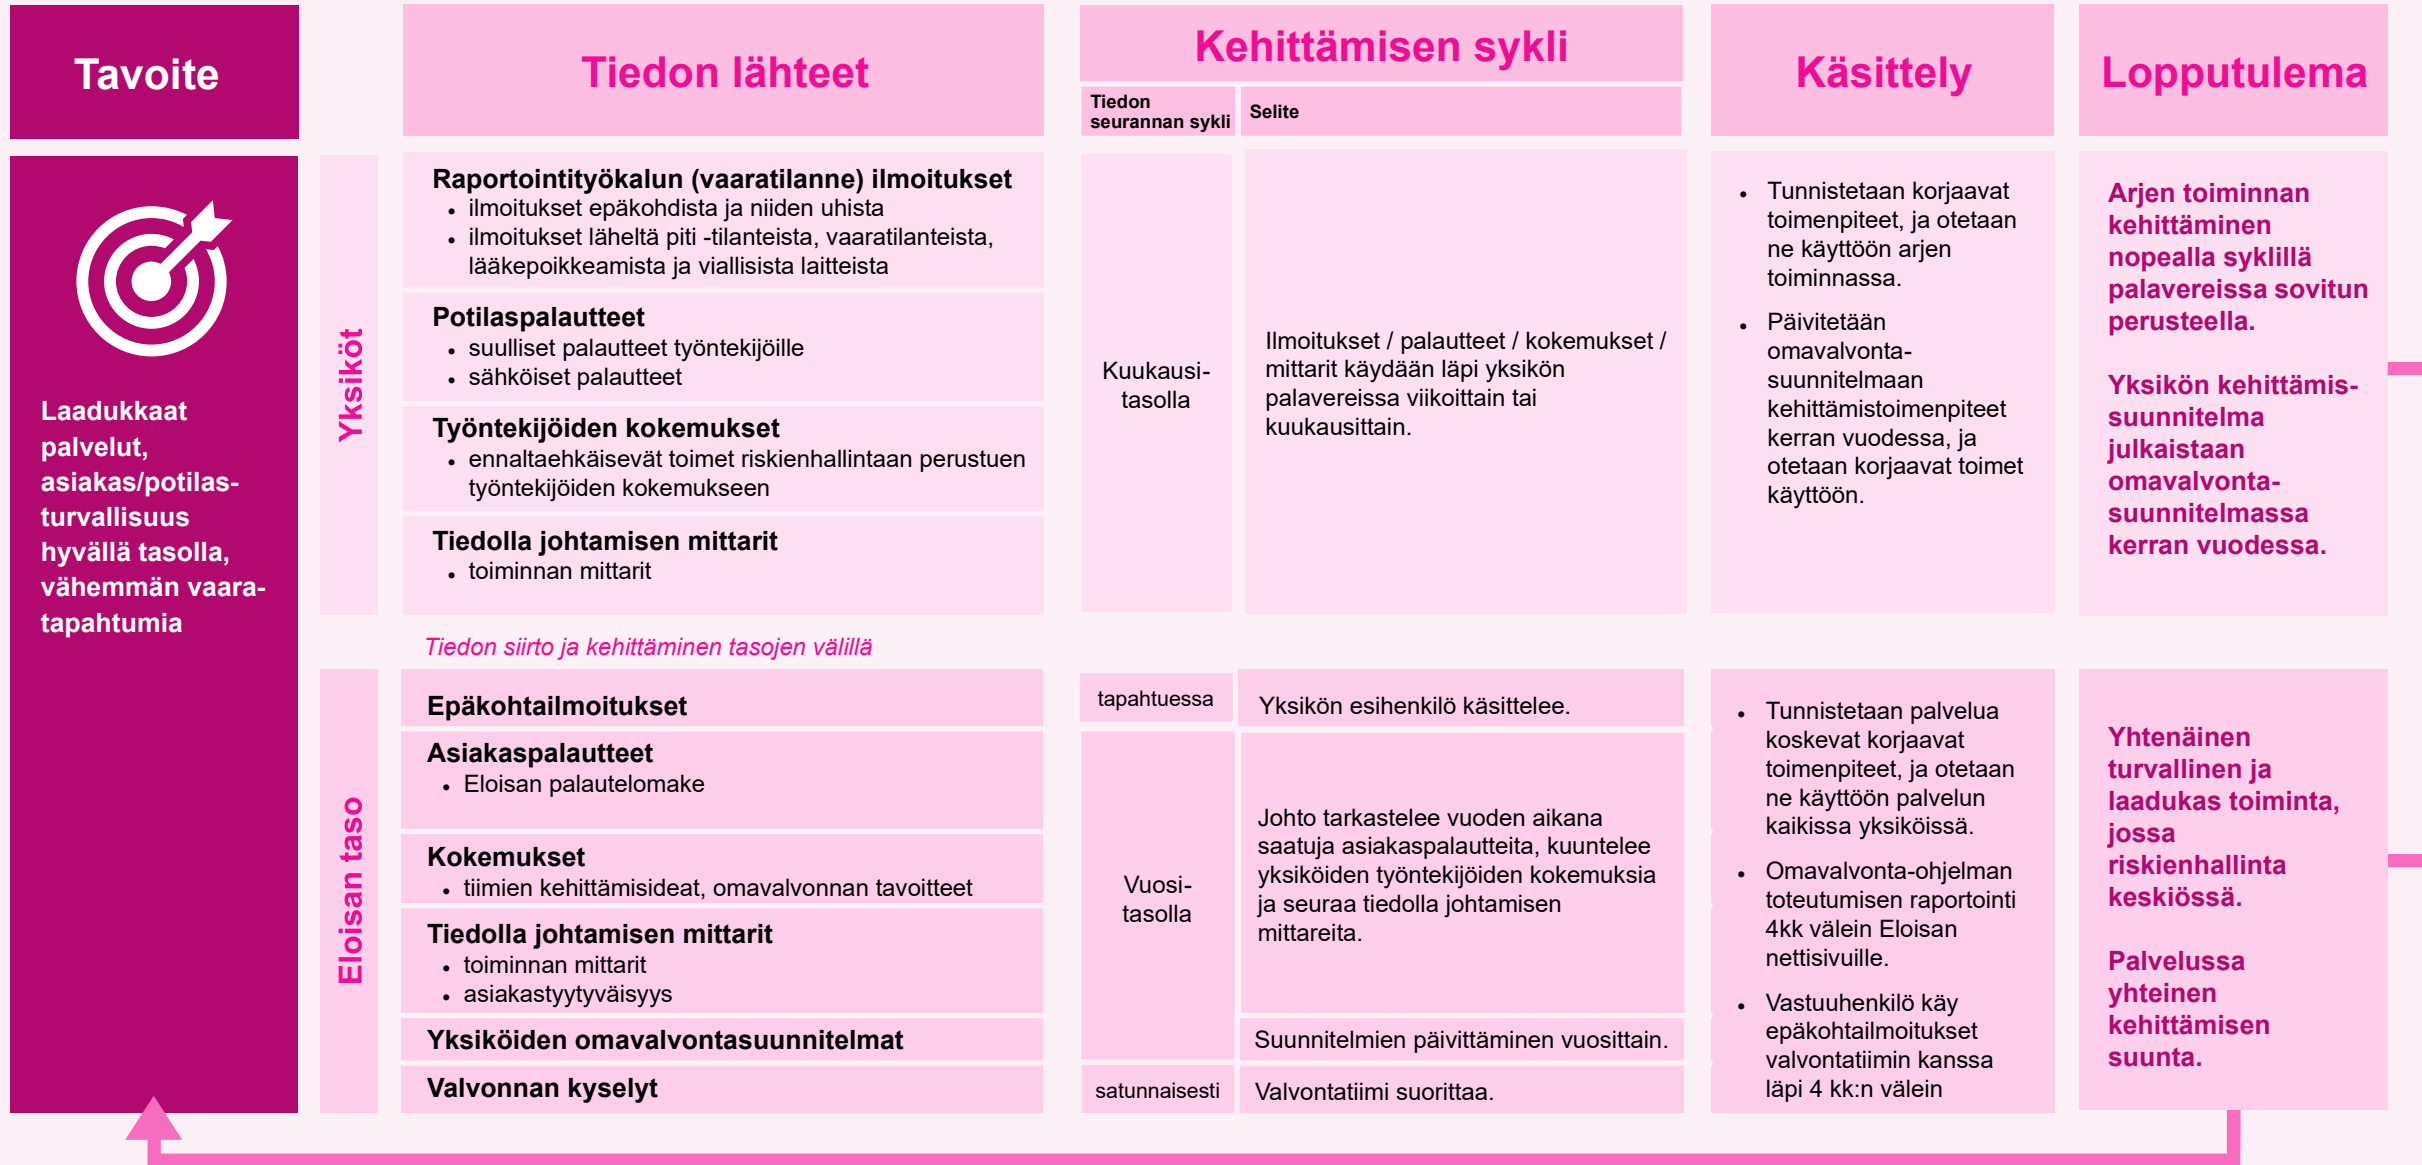 Tavoite
Tiedon lähteet
Kehittämisen sykli
Tiedon
seurannan sykli
Selite
Käsittely
Lopputulema
Laadukkaat
palvelut,
asiakas/potilas-
turvallisuus
hyvällä tasolla,
vähemmän vaara-
tapahtumia
Yksiköt
Raportointityökalun (vaaratilanne) ilmoitukset
• ilmoitukset epäkohdista ja niiden uhista
• ilmoitukset läheltä piti -tilanteista, vaaratilanteista,
lääkepoikkeamista ja viallisista laitteista
Potilaspalautteet
• suulliset palautteet työntekijöille
• sähköiset palautteet
Työntekijöiden kokemukset
• ennaltaehkäisevät toimet riskienhallintaan perustuen
työntekijöiden kokemukseen
Tiedolla johtamisen mittarit
• toiminnan mittarit
Kuukausi-
tasolla
Ilmoitukset / palautteet / kokemukset /
mittarit käydään läpi yksikön
palavereissa viikoittain tai
kuukausittain.
• Tunnistetaan korjaavat
toimenpiteet, ja otetaan
ne käyttöön arjen
toiminnassa.
• Päivitetään
omavalvonta-
suunnitelmaan
kehittämistoimenpiteet
kerran vuodessa, ja
otetaan korjaavat toimet
käyttöön.
Arjen toiminnan
kehittäminen
nopealla syklillä
palavereissa sovitun
perusteella.
Yksikön kehittämis-
suunnitelma
julkaistaan
omavalvonta-
suunnitelmassa
kerran vuodessa.
Tiedon siirto ja kehittäminen tasojen välillä
Eloisan taso
Epäkohtailmoitukset
Asiakaspalautteet
• Eloisan palautelomake
Kokemukset
• tiimien kehittämisideat, omavalvonnan tavoitteet
Tiedolla johtamisen mittarit
• toiminnan mittarit
• asiakastyytyväisyys
Yksiköiden omavalvontasuunnitelmat
Valvonnan kyselyt
tapahtuessa
Yksikön esihenkilö käsittelee.
Vuosi-
tasolla
Johto tarkastelee vuoden aikana
saatuja asiakaspalautteita, kuuntelee
yksiköiden työntekijöiden kokemuksia
ja seuraa tiedolla johtamisen
mittareita.
Suunnitelmien päivittäminen vuosittain.
satunnaisesti
Valvontatiimi suorittaa.
• Tunnistetaan palvelua
koskevat korjaavat
toimenpiteet, ja otetaan
ne käyttöön palvelun
kaikissa yksiköissä.
• Omavalvonta-ohjelman
toteutumisen raportointi
4kk välein Eloisan
nettisivuille.
• Vastuuhenkilö käy
epäkohtailmoitukset
valvontatiimin kanssa
läpi 4 kk:n välein
Yhtenäinen
turvallinen ja
laadukas toiminta,
jossa
riskienhallinta
keskiössä.
Palvelussa
yhteinen
kehittämisen
suunta.